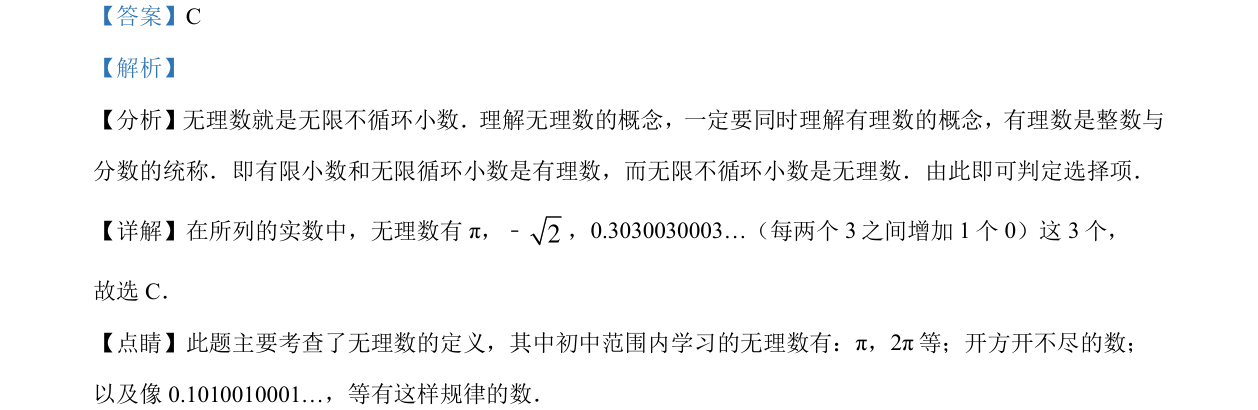 【答案】C
【解析】
【分析】无理数就是无限不循环小数．理解无理数的概念，一定要同时理解有理数的概念，有理数是整数与
分数的统称．即有限小数和无限循环小数是有理数，而无限不循环小数是无理数．由此即可判定选择项．
【详解】在所列的实数中，无理数有 π，﹣√2，0.3030030003…（每两个 3 之间增加 1 个 0）这 3 个，
故选 C．
【点睛】此题主要考查了无理数的定义，其中初中范围内学习的无理数有：π，2π 等；开方开不尽的数；
以及像 0.1010010001…，等有这样规律的数．